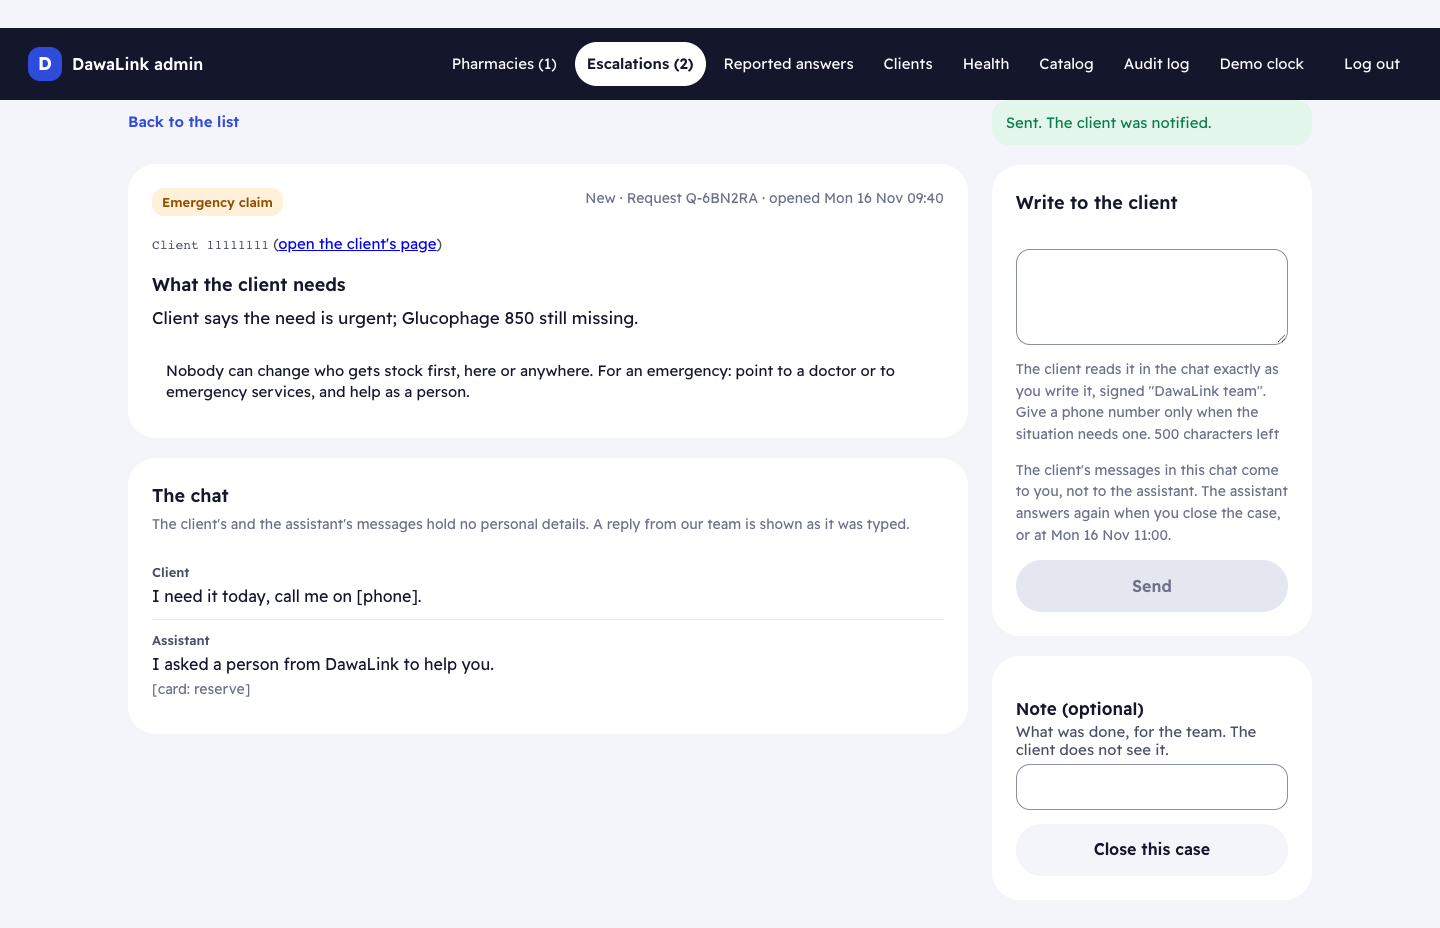 D DawaLink admin
Pharmacies (1)
Escalations (2)
Reported answers
Clients
Health
Catalog
Audit log
Demo clock
Log out
Back to the list
Emergency claim
New · Request Q-6BN2RA · opened Mon 16 Nov 09:40
Client 11111111 (open the client's page)
What the client needs
Client says the need is urgent; Glucophage 850 still missing.
Nobody can change who gets stock first, here or anywhere. For an emergency: point to a doctor or to
emergency services, and help as a person.
The chat
The client's and the assistant's messages hold no personal details. A reply from our team is shown as it was typed.
Client
I need it today, call me on [phone].
Assistant
I asked a person from DawaLink to help you.
[card: reserve]
Sent. The client was notified.
Write to the client
The client reads it in the chat exactly as
you write it, signed "DawaLink team".
Give a phone number only when the
situation needs one. 500 characters left
The client's messages in this chat come
to you, not to the assistant. The assistant
answers again when you close the case,
or at Mon 16 Nov 11:00.
Send
Note (optional)
What was done, for the team. The
client does not see it.
Close this case